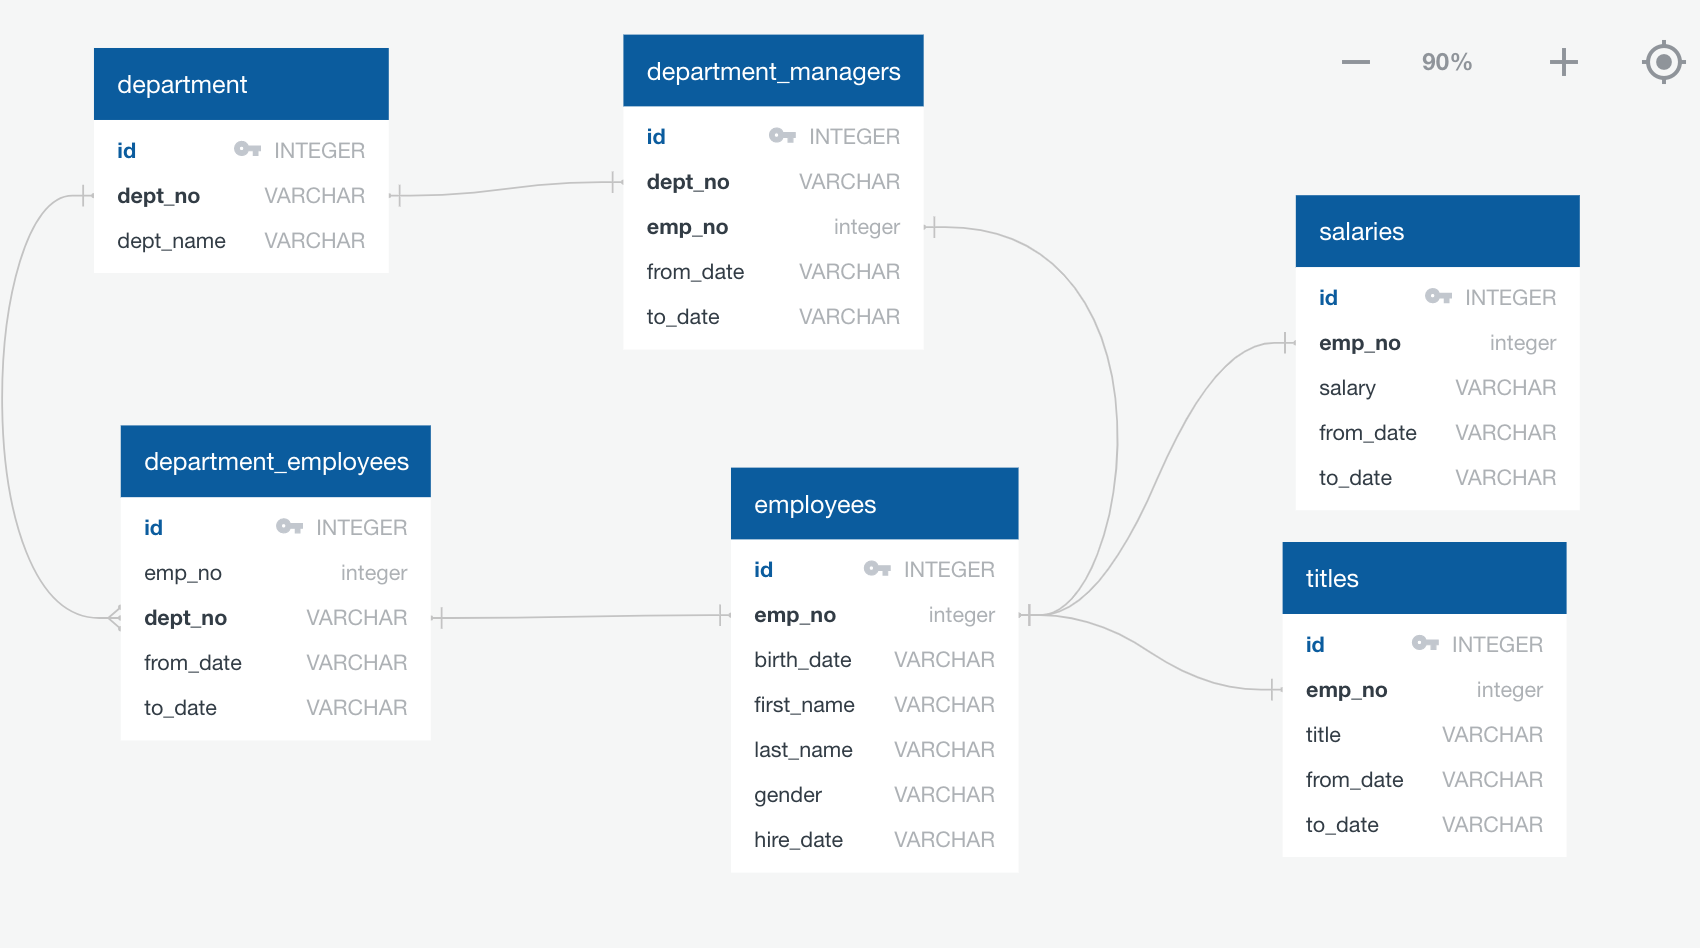 department
id INTEGER
dept_no VARCHAR
dept_name VARCHAR
department_managers
id INTEGER
dept_no VARCHAR
emp_no integer
from_date VARCHAR
to_date VARCHAR
90%
salaries
id INTEGER
emp_no integer
salary VARCHAR
from_date VARCHAR
to_date VARCHAR
department_employees
id INTEGER
emp_no integer
dept_no VARCHAR
from_date VARCHAR
to_date VARCHAR
employees
id INTEGER
emp_no integer
birth_date VARCHAR
first_name VARCHAR
last_name VARCHAR
gender VARCHAR
hire_date VARCHAR
titles
id INTEGER
emp_no integer
title VARCHAR
from_date VARCHAR
to_date VARCHAR